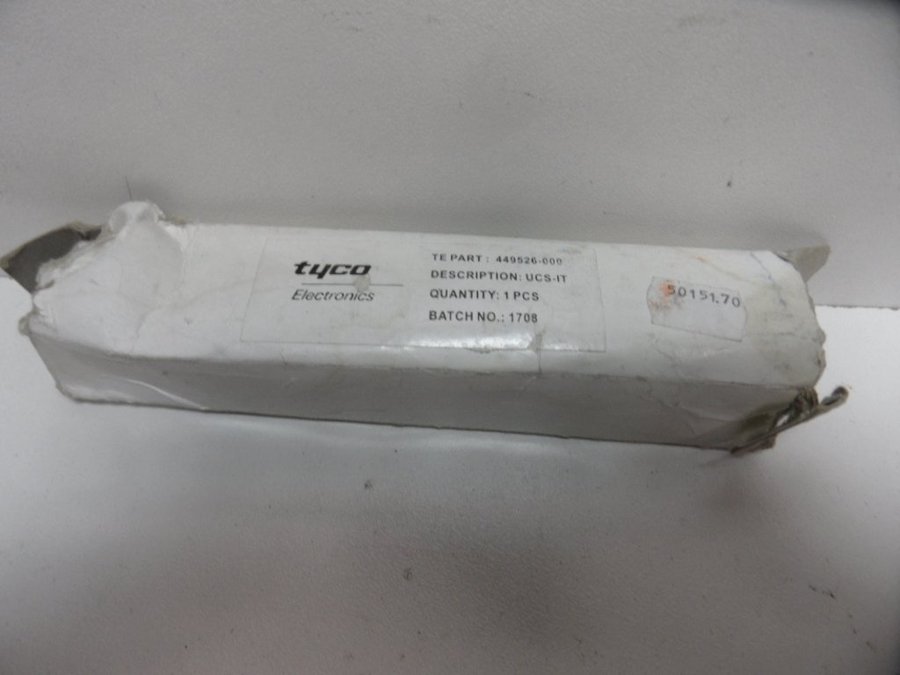 tyco
Electronics
TE PART : 449526-000
DESCRIPTION: UCS-IT
QUANTITY: 1 PCS
BATCH NO.: 1708
50151.70